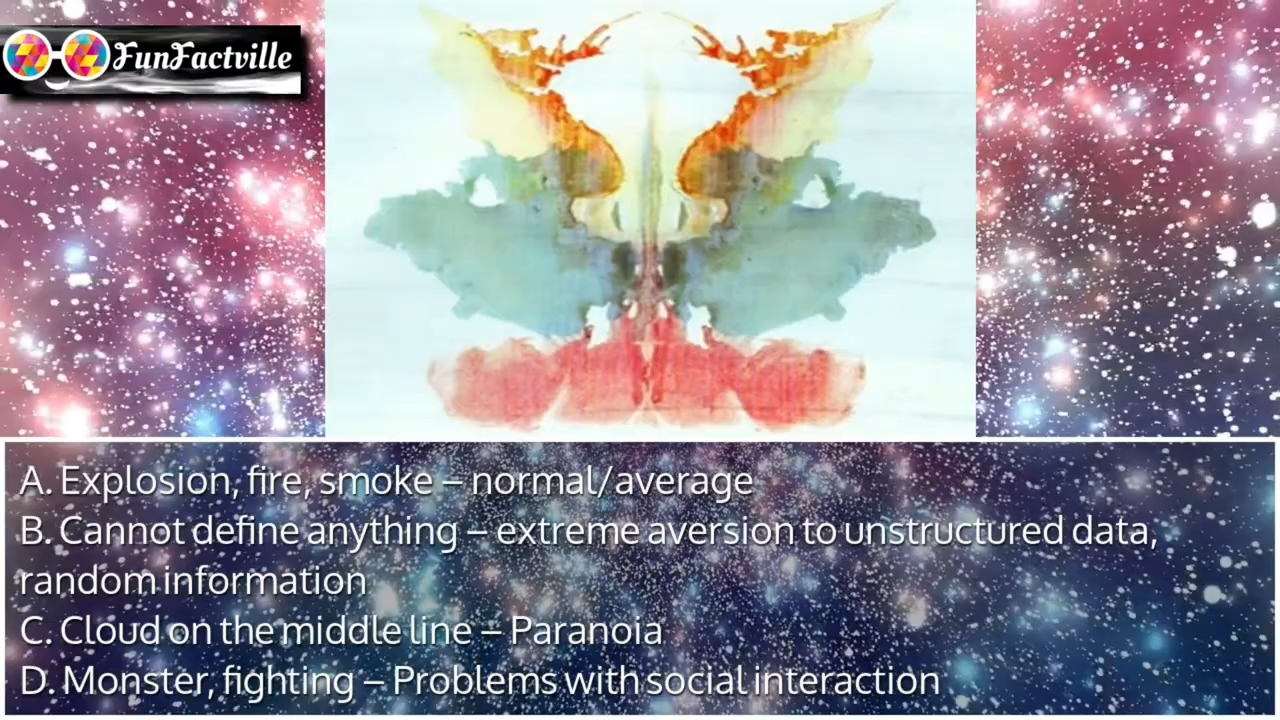 FunFactville
A. Explosion, fire, smoke – normal/average
B. Cannot define anything – extreme aversion to unstructured data,
random information
C. Cloud on the middle line – Paranoia
D. Monster, fighting – Problems with social interaction